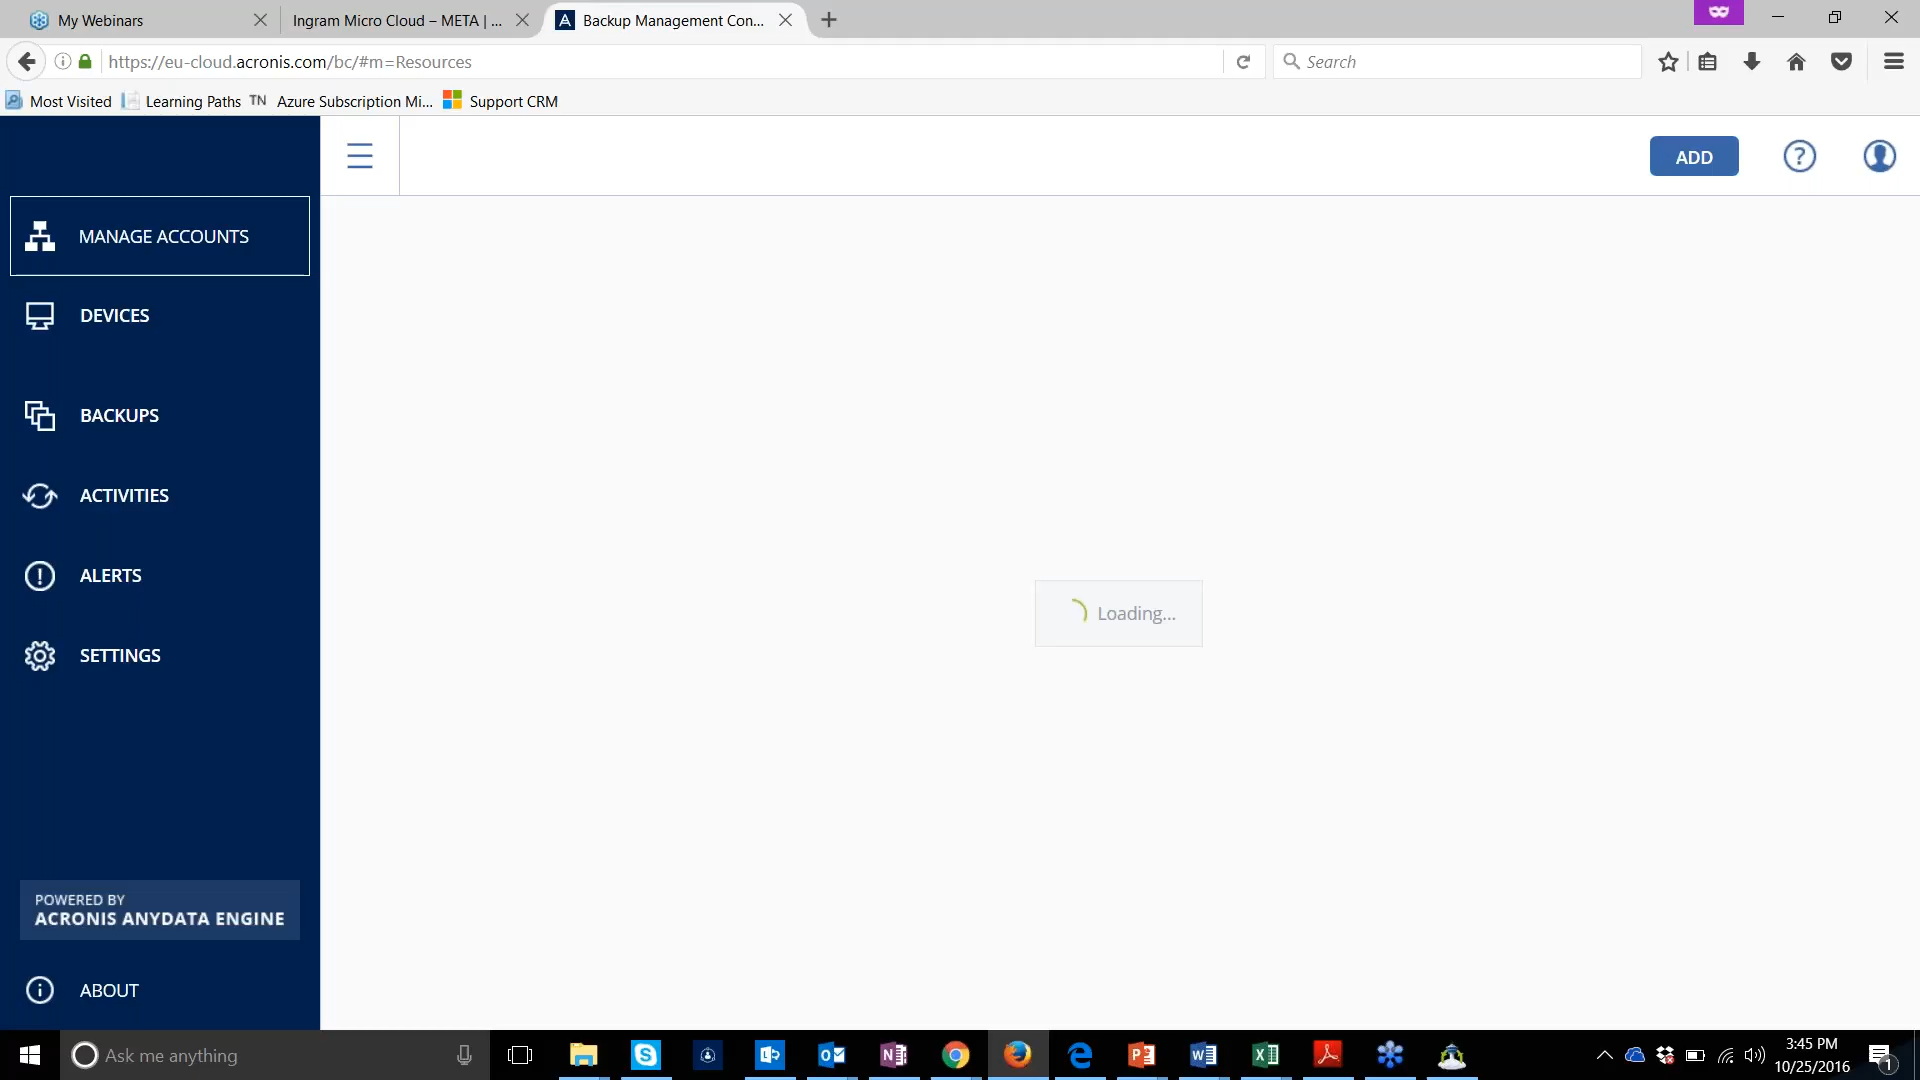 My Webinars
Ingram Micro Cloud – META | ...
A Backup Management Con...
https://eu-cloud.acronis.com/bc/#m=Resources
Search
Most Visited
Learning Paths
TN Azure Subscription Mi...
Support CRM
ADD
?
MANAGE ACCOUNTS
DEVICES
BACKUPS
ACTIVITIES
ALERTS
SETTINGS
Loading...
POWERED BY
ACRONIS ANYDATA ENGINE
ABOUT
Ask me anything
3:45 PM
10/25/2016
1